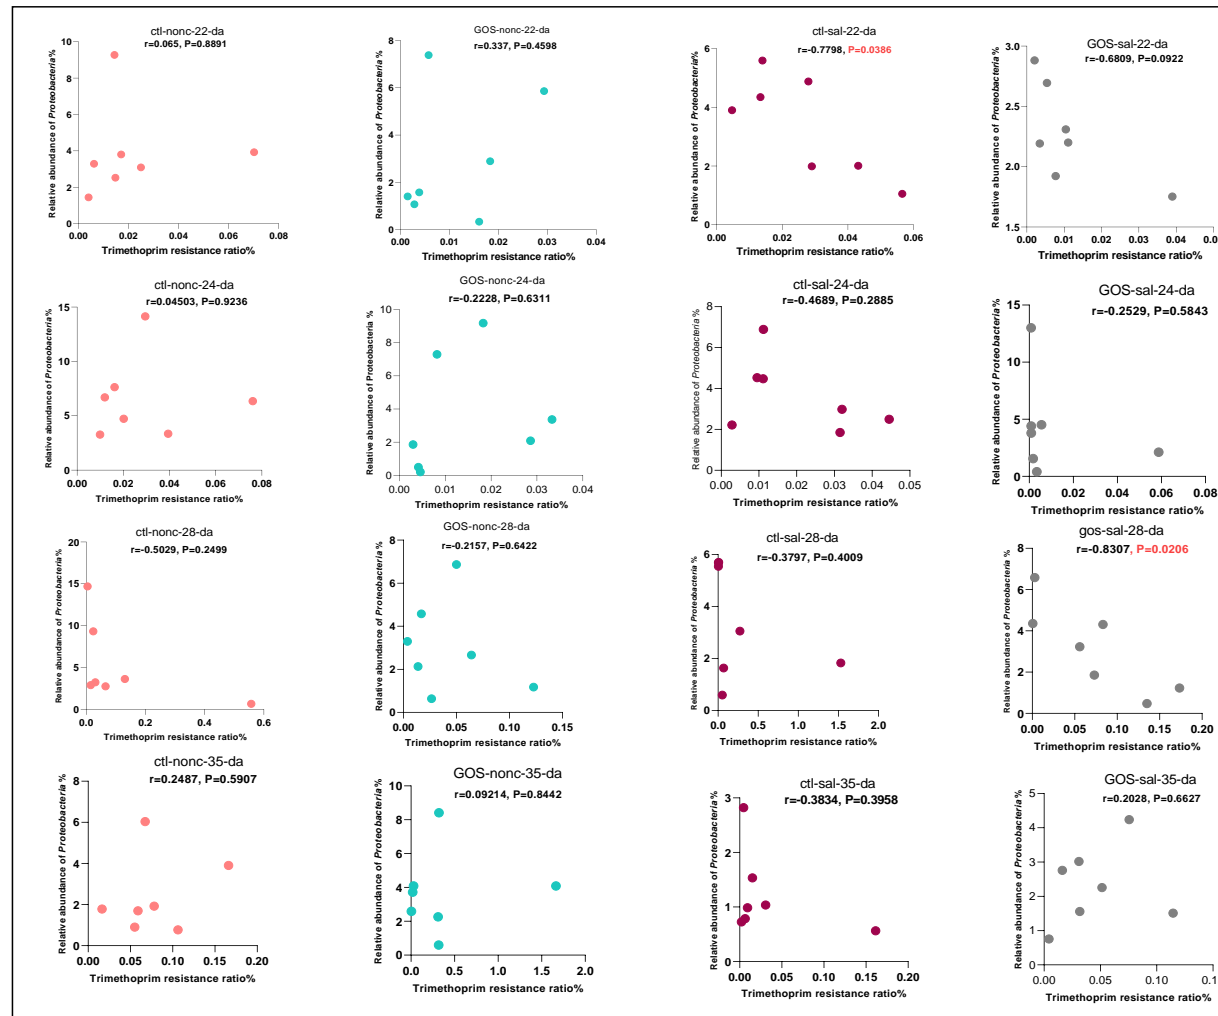 ctl-nonc-22-da
r=0.065, P=0.8891
Relative abundance of Proteobacteria%
10
8
6
4
2
0
0.00 0.02 0.04 0.06 0.08
Trimethoprim resistance ratio%
GOS-nonc-22-da
r=0.337, P=0.4598
Relative abundance of Proteobacteria%
8
6
4
2
0
0.00 0.01 0.02 0.03 0.04
Trimethoprim resistance ratio%
ctl-sal-22-da
r=-0.7798, P=0.0386
Relative abundance of Proteobacteria%
6
4
2
0
0.00 0.02 0.04 0.06
Trimethoprim resistance ratio%
GOS-sal-22-da
r=-0.6809, P=0.0922
Relative abundance of Proteobacteria%
3.0
2.5
2.0
1.5
0.00 0.01 0.02 0.03 0.04 0.0
Trimethoprim resistance ratio%
ctl-nonc-24-da
r=0.04503, P=0.9236
Relative abundance of Proteobacteria%
15
10
5
0
0.00 0.02 0.04 0.06 0.08
Trimethoprim resistance ratio%
GOS-nonc-24-da
r=-0.2228, P=0.6311
Relative abundance of Proteobacteria %
10
8
6
4
2
0
0.00 0.01 0.02 0.03 0.04
Trimethoprim resistance ratio%
ctl-sal-24-da
r=-0.4689, P=0.2885
Relative abundance of Proteobacteria%
8
6
4
2
0
0.00 0.01 0.02 0.03 0.04 0.05
Trimethoprim resistance ratio%
GOS-sal-24-da
r=-0.2529, P=0.5843
Relative abundance of Proteobacteria%
15
10
5
0
0.00 0.02 0.04 0.06 0.08
Trimethoprim resistance ratio%
ctl-nonc-28-da
r=-0.5029, P=0.2499
Relative abundance of Proteobacteria%
20
15
10
5
0
0.0 0.2 0.4 0.6
Trimethoprim resistance ratio%
GOS-nonc-28-da
r=-0.2157, P=0.6422
Relative abundance of Proteobacteria%
8
6
4
2
0
0.00 0.05 0.10 0.15
Trimethoprim resistance ratio%
ctl-sal-28-da
r=-0.3797, P=0.4009
Relative abundance of Proteobacteria%
6
4
2
0
0.0 0.5 1.0 1.5 2.0
Trimethoprim resistance ratio%
gos-sal-28-da
r=-0.8307, P=0.0206
Relative abundance of Proteobacteria%
8
6
4
2
0
0.00 0.05 0.10 0.15 0.20
Trimethoprim resistance ratio%
ctl-nonc-35-da
r=0.2487, P=0.5907
Relative abundance of Proteobacteria%
8
6
4
2
0
0.00 0.05 0.10 0.15 0.20
Trimethoprim resistance ratio%
GOS-nonc-35-da
r=0.09214, P=0.8442
Relative abundance of Proteobacteria%
10
8
6
4
2
0
0.0 0.5 1.0 1.5 2.0
Trimethoprim resistance ratio%
ctl-sal-35-da
r=-0.3834, P=0.3958
Relative abundance of Proteobacteria%
3
2
1
0
0.00 0.05 0.10 0.15 0.20
Trimethoprim resistance ratio%
GOS-sal-35-da
r=0.2028, P=0.6627
Relative abundance of Proteobacteria%
5
4
3
2
1
0
0.00 0.05 0.10 0.1
Trimethoprim resistance ratio%